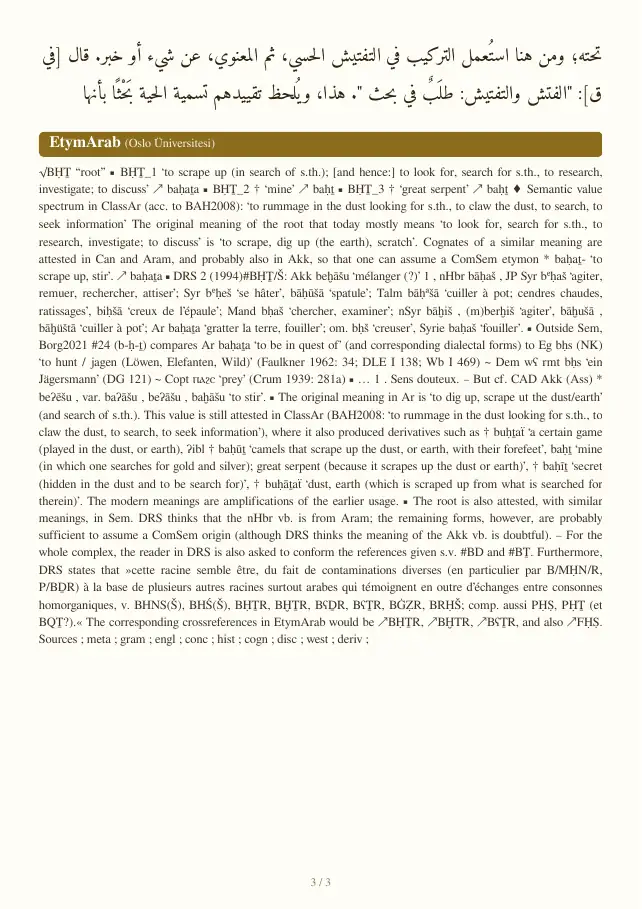 تحته؛ ومن هنا استُعمل التركيب في التفتيش الحسي، ثم المعنوي، عن شيء أو خبر. قال [في
ق]: "الفتش والتفتيش: طلَبٌ في بحث ". هذا، ويُلحظ تقييدهم تسمية الحية بَحْثًا بأنها
EtymArab (Oslo Üniversitesi)
√BḤṮ “root” ▪ BḤṮ_1 ‘to scrape up (in search of s.th.); [and hence:] to look for, search for s.th., to research,
investigate; to discuss’ ↗ baḥaṯa ▪ BḤṮ_2 † ‘mine’ ↗ baḥṯ ▪ BḤṮ_3 † ‘great serpent’ ↗ baḥṯ ♦ Semantic value
spectrum in ClassAr (acc. to BAH2008): ‘to rummage in the dust looking for s.th., to claw the dust, to search, to
seek information’ The original meaning of the root that today mostly means ‘to look for, search for s.th., to
research, investigate; to discuss’ is ‘to scrape, dig up (the earth), scratch’. Cognates of a similar meaning are
attested in Can and Aram, and probably also in Akk, so that one can assume a ComSem etymon * baḥaṯ- ‘to
scrape up, stir’. ↗ baḥaṯa ▪ DRS 2 (1994)#BḤṮ/Š: Akk beḫāšu ‘mélanger (?)’ 1 , nHbr bāḥaš , JP Syr bᵉḥaš ‘agiter,
remuer, rechercher, attiser’; Syr bᵉḥeš ‘se hâter’, bāḥūšā ‘spatule’; Talm bāḥᵃšā ‘cuiller à pot; cendres chaudes,
ratissages’, biḥšā ‘creux de l’épaule’; Mand bḥaš ‘chercher, examiner’; nSyr bāḥiš , (m)berḥiš ‘agiter’, bāḥušā ,
bāḥūštā ‘cuiller à pot’; Ar baḥaṯa ‘gratter la terre, fouiller’; om. bḥš ‘creuser’, Syrie baḥaš ‘fouiller’. ▪ Outside Sem,
Borg2021 #24 (b-ḥ-ṯ) compares Ar baḥaṯa ‘to be in quest of’ (and corresponding dialectal forms) to Eg bḥs (NK)
‘to hunt / jagen (Löwen, Elefanten, Wild)’ (Faulkner 1962: 34; DLE I 138; Wb I 469) ~ Dem wʕ rmt bḥs ‘ein
Jägersmann’ (DG 121) ~ Copt ⲡⲁϩⲥ ‘prey’ (Crum 1939: 281a) ▪ … 1 . Sens douteux. – But cf. CAD Akk (Ass) *
beʔēšu , var. baʔāšu , beʔāšu , baḫāšu ‘to stir’. ▪ The original meaning in Ar is ‘to dig up, scrape ut the dust/earth’
(and search of s.th.). This value is still attested in ClassAr (BAH2008: ‘to rummage in the dust looking for s.th., to
claw the dust, to search, to seek information’), where it also produced derivatives such as † buḥṯaï ‘a certain game
(played in the dust, or earth), ʔibl † baḥūṯ ‘camels that scrape up the dust, or earth, with their forefeet’, baḥṯ ‘mine
(in which one searches for gold and silver); great serpent (because it scrapes up the dust or earth)’, † baḥīṯ ‘secret
(hidden in the dust and to be search for)’, † buḥāṯaï ‘dust, earth (which is scraped up from what is searched for
therein)’. The modern meanings are amplifications of the earlier usage. ▪ The root is also attested, with similar
meanings, in Sem. DRS thinks that the nHbr vb. is from Aram; the remaining forms, however, are probably
sufficient to assume a ComSem origin (although DRS thinks the meaning of the Akk vb. is doubtful). – For the
whole complex, the reader in DRS is also asked to conform the references given s.v. #BD and #BṮ. Furthermore,
DRS states that »cette racine semble être, du fait de contaminations diverses (en particulier par B/MḤN/R,
P/BḎR) à la base de plusieurs autres racines surtout arabes qui témoignent en outre d’échanges entre consonnes
homorganiques, v. BHNS(Š), BHŚ(Š), BḤṮR, BḪṮR, BʕḎR, BʕṮR, BĠZR, BRḤŠ; comp. aussi PḤṢ, PḤṮ (et
BQṮ?).« The corresponding crossreferences in EtymArab would be ↗BḤṮR, ↗BḪTR, ↗BʕṮR, and also ↗FḤṢ.
Sources ; meta ; gram ; engl ; conc ; hist ; cogn ; disc ; west ; deriv ;
3 / 3